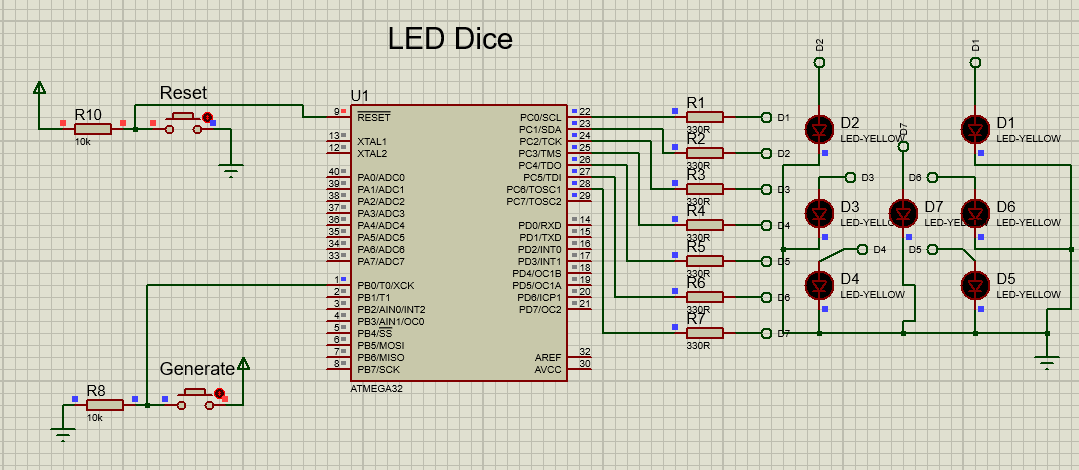 LED Dice
D2
D1
Reset
R10
10k
U1
9
RESET
13
XTAL1
12
XTAL2
40
PA0/ADC0
39
PA1/ADC1
38
PA2/ADC2
37
PA3/ADC3
36
PA4/ADC4
35
PA5/ADC5
34
PA6/ADC6
33
PA7/ADC7
1
PB0/T0/XCK
2
PB1/T1
3
PB2/AIN0/INT2
4
PB3/AIN1/OC0
5
PB4/SS
6
PB5/MOSI
7
PB6/MISO
8
PB7/SCK
PC0/SCL
22
PC1/SDA
23
PC2/TCK
24
PC3/TMS
25
PC4/TDO
26
PC5/TDI
27
PC6/TOSC1
28
PC7/TOSC2
29
PD0/RXD
14
PD1/TXD
15
PD2/INT0
16
PD3/INT1
17
PD4/OC1B
18
PD5/OC1A
19
PD6/ICP1
20
PD7/OC2
21
AREF
32
AVCC
30
ATMEGA32
Generate
R8
10k
R1
330R
D1
R2
330R
D2
R3
330R
D3
R4
330R
D4
R5
330R
D5
R6
330R
D6
R7
330R
D7
D2
LED-YELLOW
D7
D1
LED-YELLOW
D3
D6
D3
LED-YELLOW
D7
LED-YELLOW
D6
LED-YELLOW
D4
D5
D4
LED-YELLOW
D5
LED-YELLOW